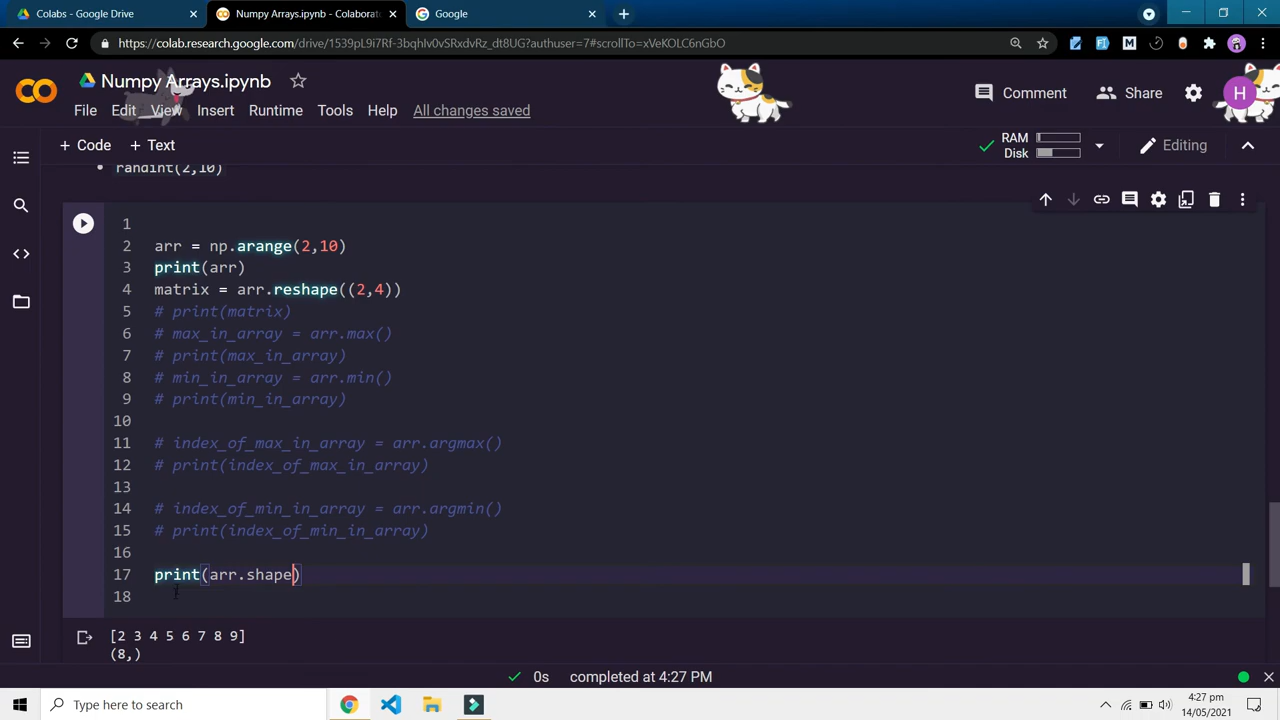 Colabs - Google Drive
Numpy Arrays.ipynb - Colaborat
Google
https://colab.research.google.com/drive/1539pL9i7Rf-3bqhIv0vSRxdvRz_dt8UG?authuser=7#scrollTo=xVeKOLC6nGbO
Numpy Arrays.ipynb
H
Comment
Share
File Edit View Insert Runtime Tools Help All changes saved
+ Code + Text
RAM
Disk
Editing
randint(2,10)
1
2 arr = np.arange(2,10)
3 print(arr)
4 matrix = arr.reshape((2,4))
5 # print(matrix)
6 # max_in_array = arr.max()
7 # print(max_in_array)
8 # min_in_array = arr.min()
9 # print(min_in_array)
10
11 # index_of_max_in_array = arr.argmax()
12 # print(index_of_max_in_array)
13
14 # index_of_min_in_array = arr.argmin()
15 # print(index_of_min_in_array)
16
17 print(arr.shape)
18
[2 3 4 5 6 7 8 9]
(8,)
0s completed at 4:27 PM
Type here to search
4:27 pm
14/05/2021